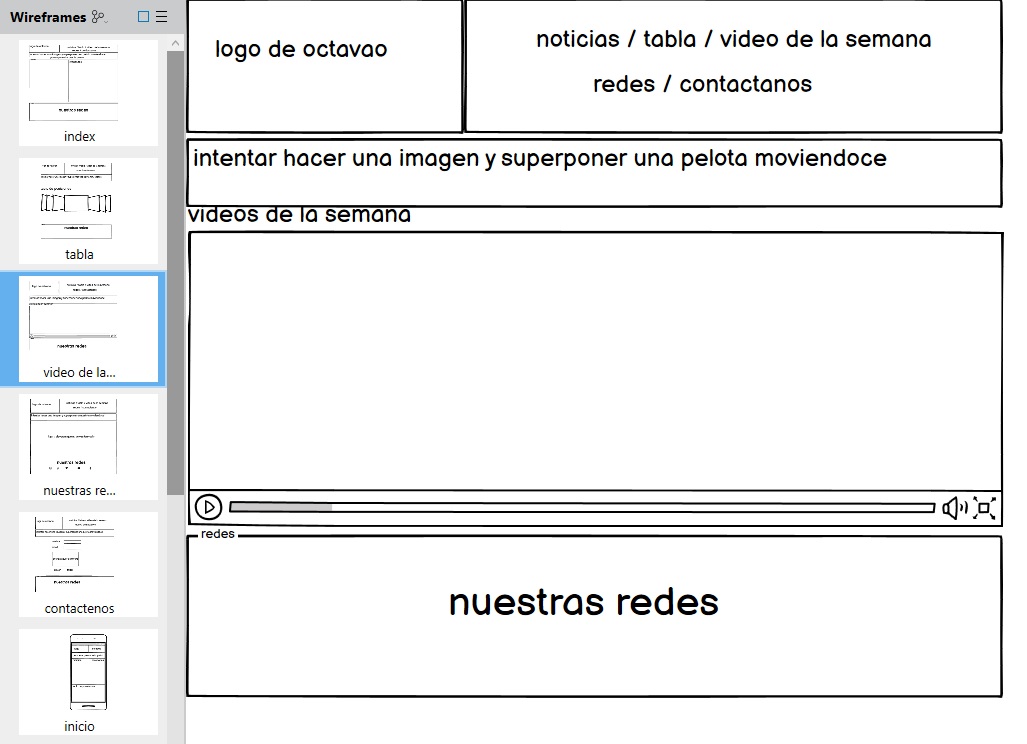 Wireframes
index
tabla
video de la...
nuestras re...
contactenos
inicio
logo de octavao
noticias / tabla / video de la semana
redes / contactanos
intentar hacer una imagen y superponer una pelota moviendoce
videos de la semana
redes
nuestras redes